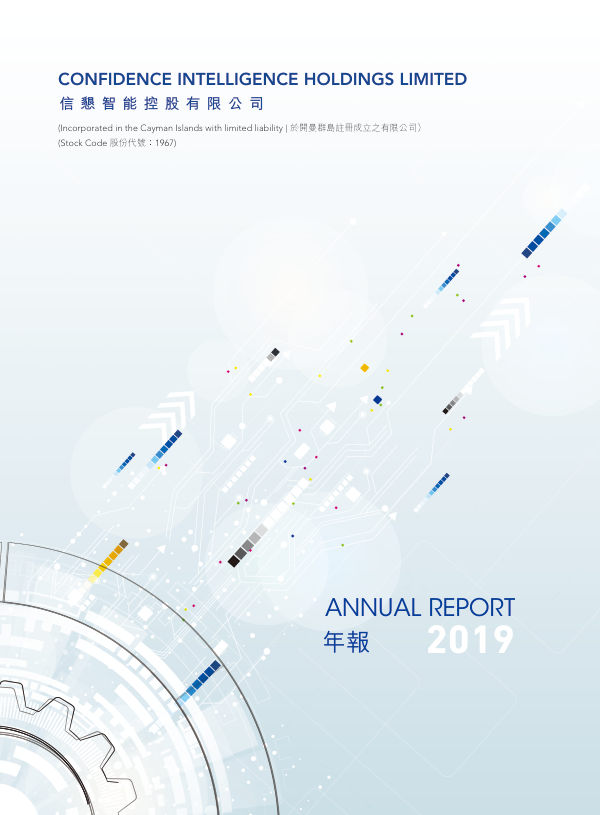 CONFIDENCE INTELLIGENCE HOLDINGS LIMITED
信懇智能控股有限公司
(Incorporated in the Cayman Islands with limited liability | 於開曼群島註冊成立之有限公司)
(Stock Code 股份代號：1967)
ANNUAL REPORT
年報 2019